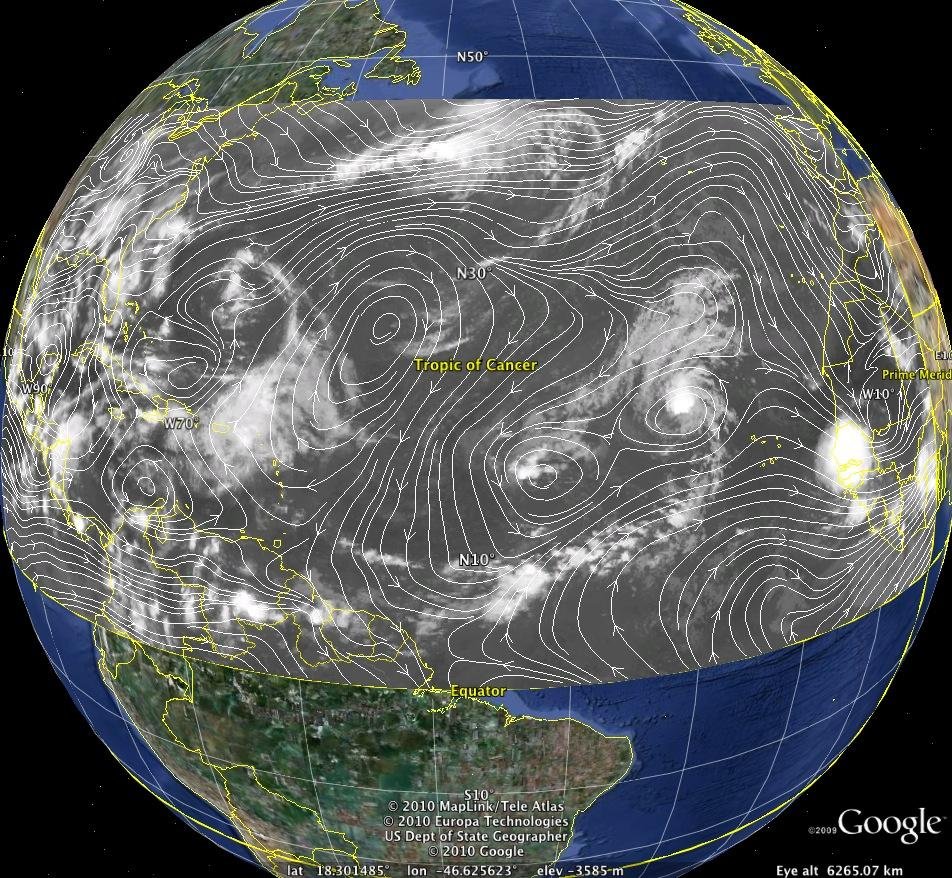 N50°
N30°
Tropic of Cancer
Prime Merid
W90°
W10°
W70°
N10°
Equator
S10°
© 2010 MapLink/Tele Atlas
© 2010 Europa Technologies
US Dept of State Geographer
© 2010 Google
©2009 Google
lat 18.301485° lon -46.625623° elev -3585 m
Eye alt 6265.07 km